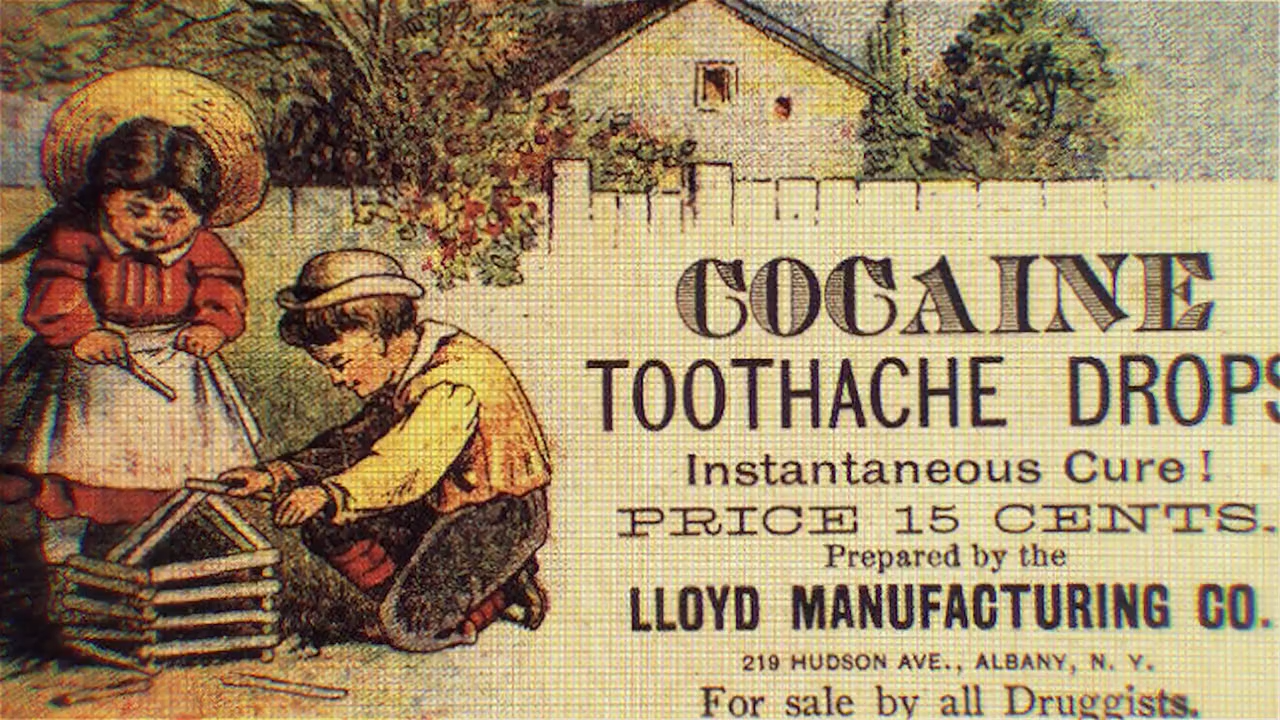 COCAINE
TOOTHACHE DROPS
Instantaneous Cure!
PRICE 15 CENTS.
Prepared by the
LLOYD MANUFACTURING CO.
219 HUDSON AVE., ALBANY, N. Y.
For sale by all Druggists.